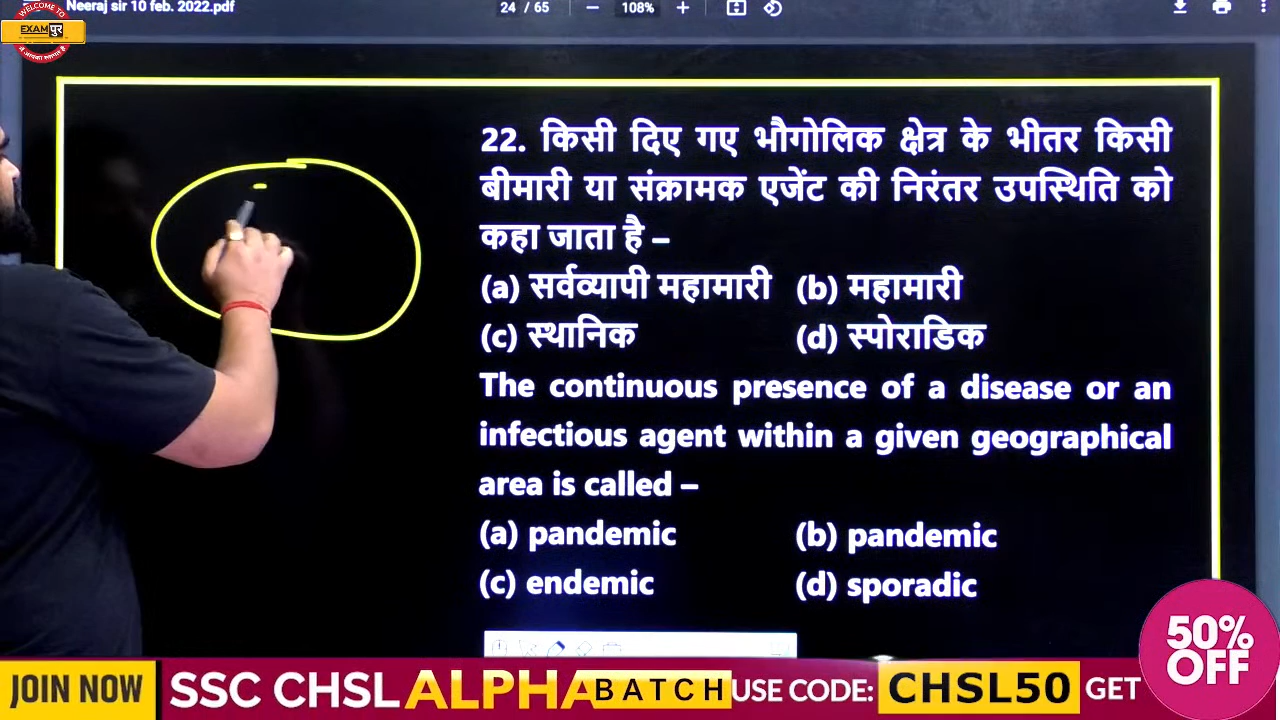 WELCOME TO
EXAMपुर
Neeraj sir 10 feb. 2022.pdf
24 / 65
108%
22. किसी दिए गए भौगोलिक क्षेत्र के भीतर किसी
बीमारी या संक्रामक एजेंट की निरंतर उपस्थिति को
कहा जाता है –
(a) सर्वव्यापी महामारी (b) महामारी
(c) स्थानिक (d) स्पोराडिक
The continuous presence of a disease or an
infectious agent within a given geographical
area is called –
(a) pandemic (b) pandemic
(c) endemic (d) sporadic
50%
OFF
JOIN NOW SSC CHSL ALPHA BATCH USE CODE: CHSL50 GET